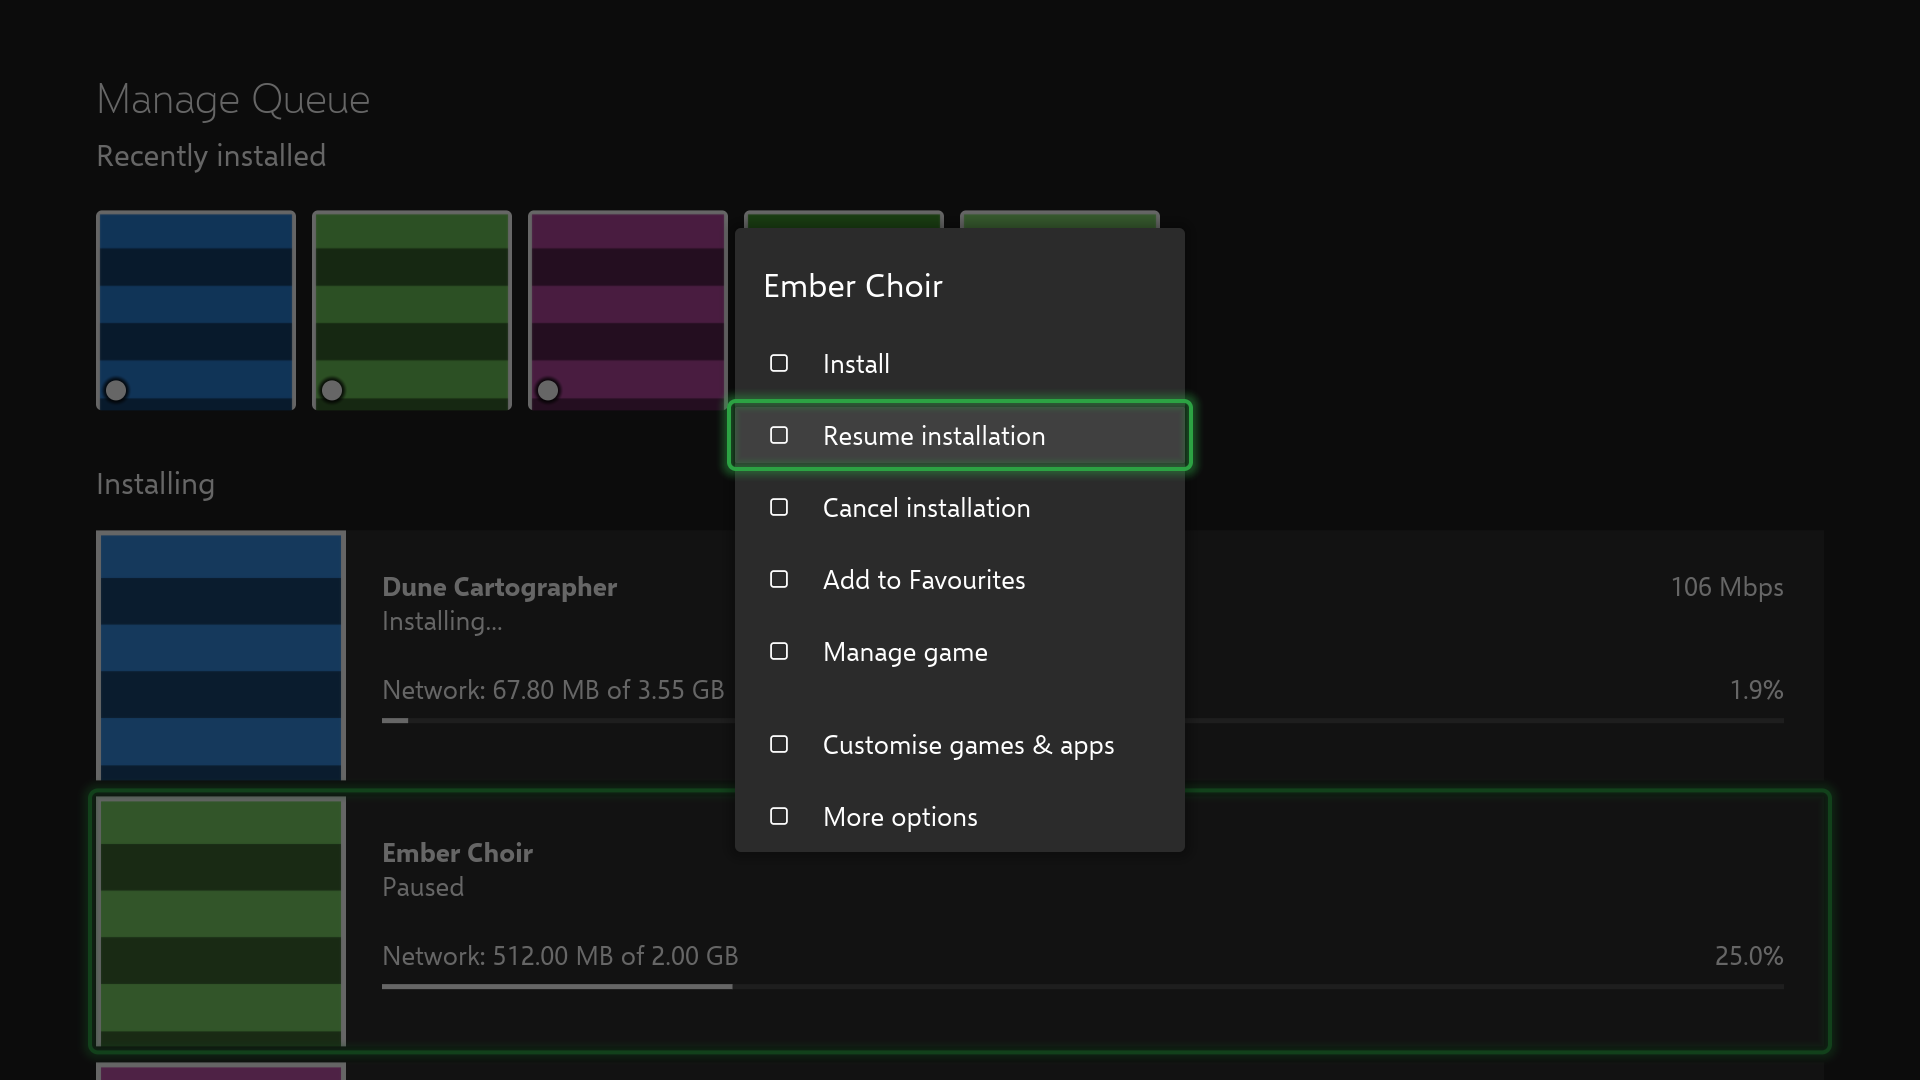 Manage Queue
Recently installed
Ember Choir
Install
Resume installation
Cancel installation
Add to Favourites
Manage game
Customise games & apps
More options
Installing
Dune Cartographer
106 Mbps
Installing...
Network: 67.80 MB of 3.55 GB
1.9%
Ember Choir
Paused
Network: 512.00 MB of 2.00 GB
25.0%